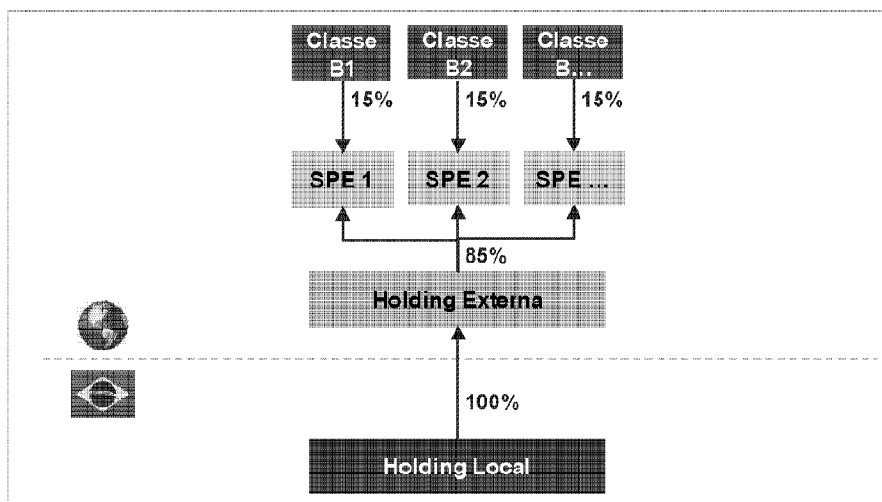 Classe
B1
Classe
B2
Classe
B...
15%
15%
15%
SPE 1
SPE 2
SPE ...
85%
Holding Externa
100%
Holding Local